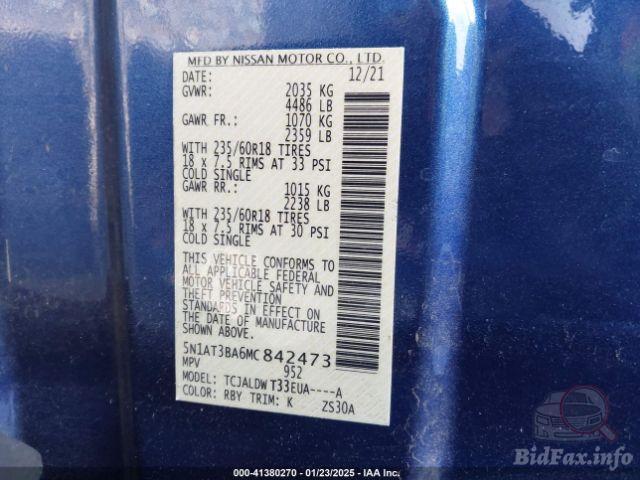 MFD BY NISSAN MOTOR CO., LTD.
DATE: 12/21
GVWR: 2035 KG
4486 LB
GAWR FR.: 1070 KG
2359 LB
WITH 235/60R18 TIRES
18 x 7.5 RIMS AT 33 PSI
COLD SINGLE
GAWR RR.: 1015 KG
2238 LB
WITH 235/60R18 TIRES
18 x 7.5 RIMS AT 30 PSI
COLD SINGLE
THIS VEHICLE CONFORMS TO
ALL APPLICABLE FEDERAL
MOTOR VEHICLE SAFETY AND
THEFT PREVENTION
STANDARDS IN EFFECT ON
THE DATE OF MANUFACTURE
SHOWN ABOVE.
5N1AT3BA6MC 842473
MPV 952
MODEL: TCJALDW T33EUA----A
COLOR: RBY TRIM: K ZS30A
000-41380270 - 01/23/2025 - IAA Inc.
BidFax.info